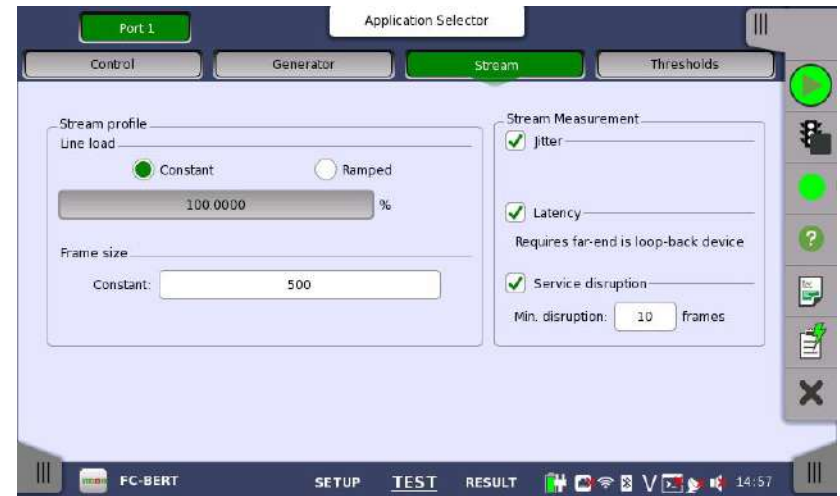 Port 1
Application Selector
Control
Generator
Stream
Thresholds
Stream profile
Line load
Constant
Ramped
100.0000
%
Frame size
Constant:
500
Stream Measurement
Jitter
Latency
Requires far-end is loop-back device
Service disruption
Min. disruption:
10
frames
FC-BERT
SETUP
TEST
RESULT
14:57